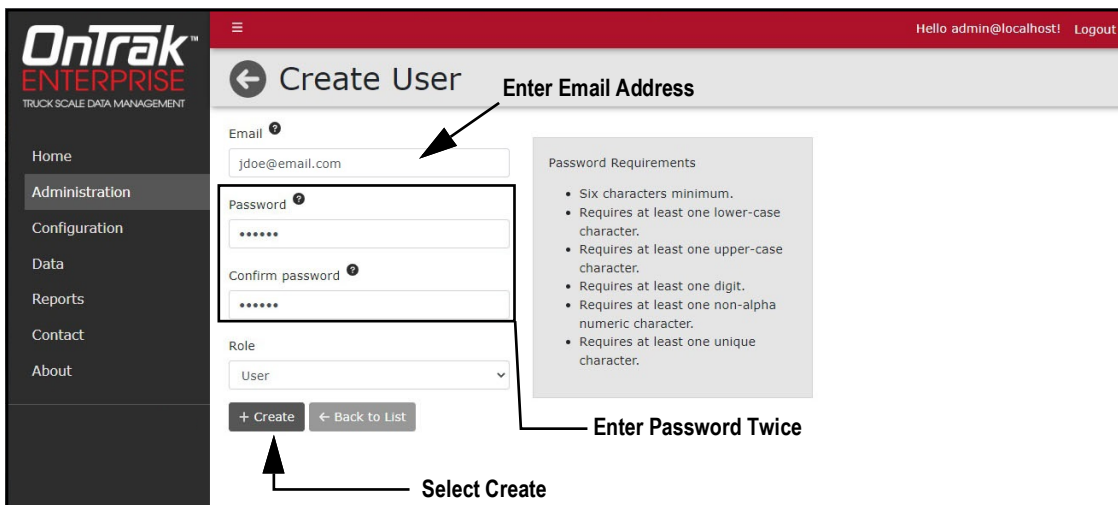 OnTrak™
ENTERPRISE
TRUCK SCALE DATA MANAGEMENT
Home
Administration
Configuration
Data
Reports
Contact
About
Hello admin@localhost! Logout
Create User
Enter Email Address
Email
jdoe@email.com
Password
••••••
Confirm password
••••••
Role
User
+ Create ← Back to List
Password Requirements
• Six characters minimum.
• Requires at least one lower-case
character.
• Requires at least one upper-case
character.
• Requires at least one digit.
• Requires at least one non-alpha
numeric character.
• Requires at least one unique
character.
Enter Password Twice
Select Create